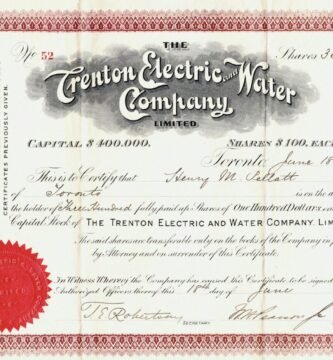 THE
No 52
Shares 3
Trenton Electric and Water
Company,
LIMITED.
CAPITAL $400,000.
SHARES $100. EACH
Toronto June 18
This is to Certify that Henry M. Pellatt
of Toronto is the
the holder of Three Hundred fully paid up Shares of One Hundred Dollars
Capital Stock of THE TRENTON ELECTRIC AND WATER COMPANY, LIM
The said shares are transferable only on the books of the Company in
by Attorney and on surrender of this Certificate.
In Witness Whereof the Company has caused this Certificate to be signed
Authorized Officers thereof this 18th day of June
T. E. Robertson
SECRETARY.
CERTIFICATES PREVIOUSLY GIVEN.